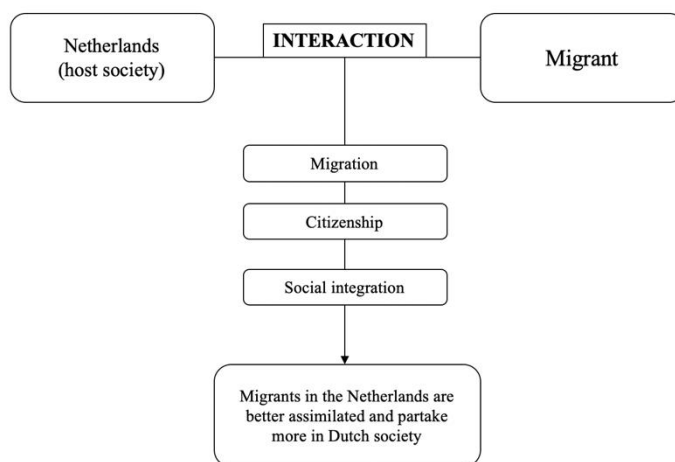 Netherlands
(host society)
INTERACTION
Migrant
Migration
Citizenship
Social integration
Migrants in the Netherlands are
better assimilated and partake
more in Dutch society